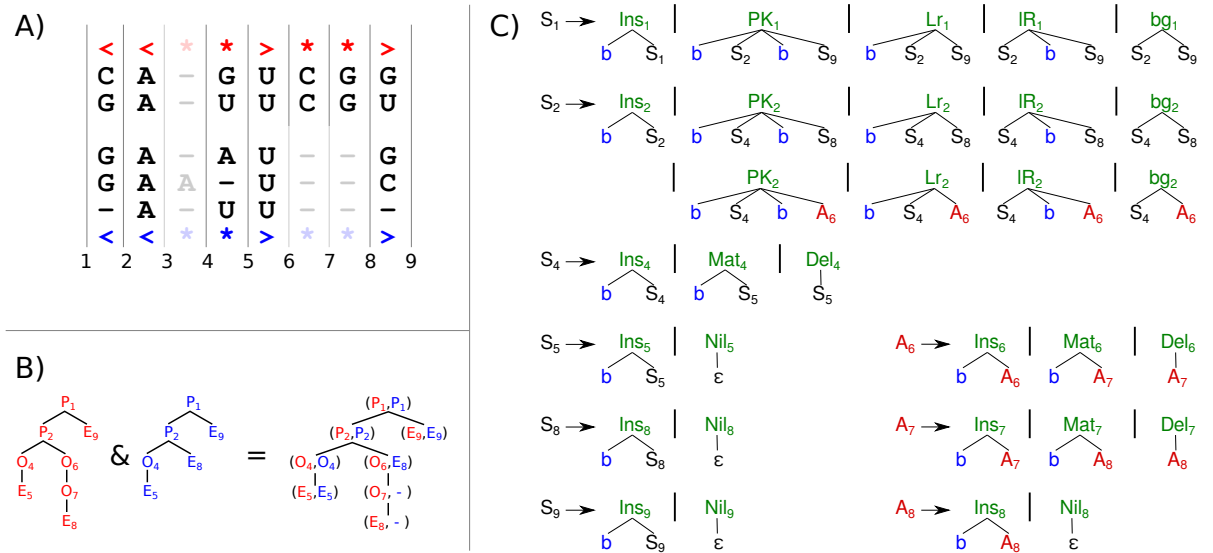 A)
< < * * > * * >
C A – G U C G G
G A – U U C G U
G A – A U – – G
G A A – U – – C
– A – U U – – –
< < * * > * * >
1 2 3 4 5 6 7 8 9
B)
P1 P1 (P1,P1)
P2 E9 P2 E9 (P2,P2) (E9,E9)
O4 O6 & O4 E8 = (O4,O4) (O6,E8)
E5 O7 E5 (E5,E5) (O7, - )
E8 (E8, - )
C)
S1 Ins1 | PK1 | Lr1 | IR1 | bg1
b S1 b S2 b S9 b S2 S9 S2 b S9 S2 S9
S2 Ins2 | PK2 | Lr2 | IR2 | bg2
b S2 b S4 b S8 b S4 S8 S4 b S8 S4 S8
| PK2 | Lr2 | IR2 | bg2
b S4 b A6 b S4 A6 S4 b A6 S4 A6
S4 Ins4 | Mat4 | Del4
b S4 b S5 S5
S5 Ins5 | Nil5
b S5 ε
A6 Ins6 | Mat6 | Del6
b A6 b A7 A7
S8 Ins8 | Nil8
b S8 ε
A7 Ins7 | Mat7 | Del7
b A7 b A8 A8
S9 Ins9 | Nil9
b S9 ε
A8 Ins8 | Nil8
b A8 ε